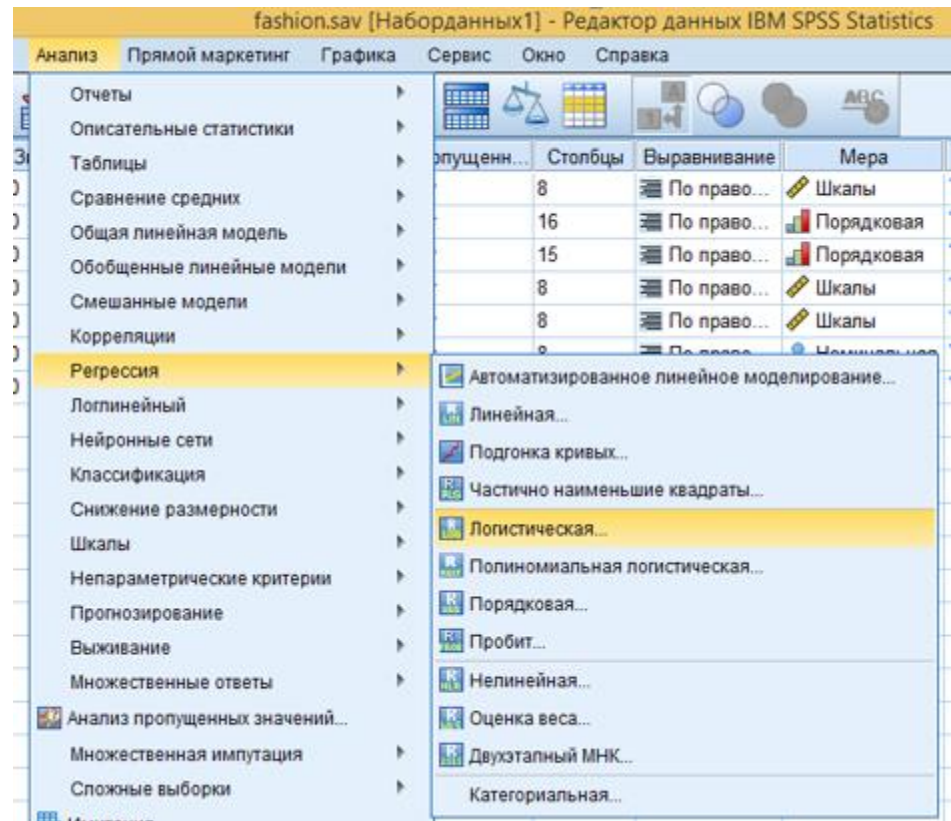 fashion.sav [Наборданных1] - Редактор данных IBM SPSS Statistics
Анализ Прямой маркетинг Графика Сервис Окно Справка
Отчеты
Описательные статистики
Таблицы
Сравнение средних
Общая линейная модель
Обобщенные линейные модели
Смешанные модели
Корреляции
Регрессия
Логлинейный
Нейронные сети
Классификация
Снижение размерности
Шкалы
Непараметрические критерии
Прогнозирование
Выживание
Множественные ответы
Анализ пропущенных значений...
Множественная импутация
Сложные выборки
Столбцы Выравнивание Мера
8 По право... Шкалы
16 По право... Порядковая
15 По право... Порядковая
8 По право... Шкалы
8 По право... Шкалы
Автоматизированное линейное моделирование...
Линейная...
Подгонка кривых...
Частично наименьшие квадраты...
Логистическая...
Полиномиальная логистическая...
Порядковая...
Пробит...
Нелинейная...
Оценка веса...
Двухэтапный МНК...
Категориальная...